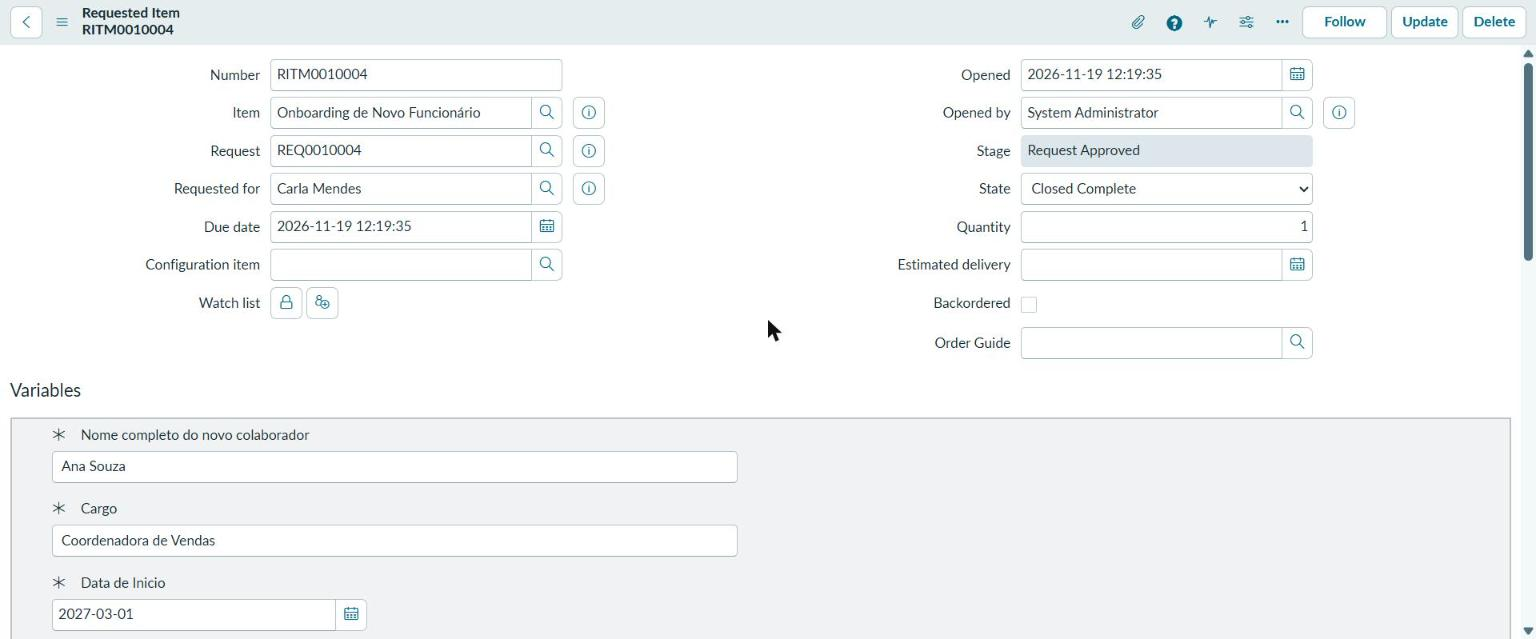 Requested Item
RITM0010004
Follow
Update
Delete
Number RITM0010004
Item Onboarding de Novo Funcionário
Request REQ0010004
Requested for Carla Mendes
Due date 2026-11-19 12:19:35
Configuration item
Watch list
Opened 2026-11-19 12:19:35
Opened by System Administrator
Stage Request Approved
State Closed Complete
Quantity 1
Estimated delivery
Backordered
Order Guide
Variables
Nome completo do novo colaborador
Ana Souza
Cargo
Coordenadora de Vendas
Data de Inicio
2027-03-01